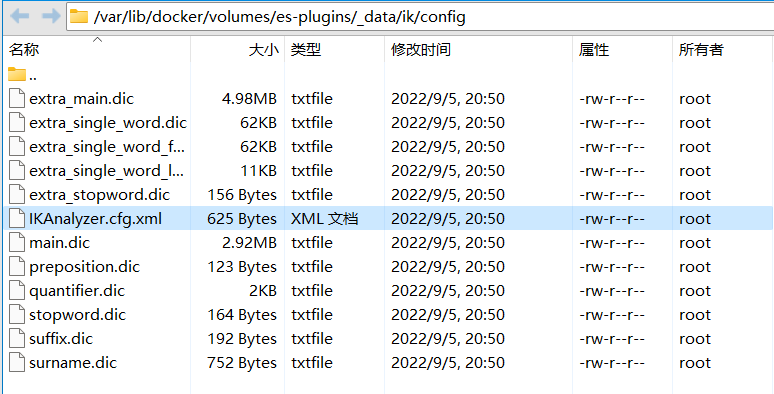 /var/lib/docker/volumes/es-plugins/_data/ik/config
名称 大小 类型 修改时间 属性 所有者
..
extra_main.dic 4.98MB txtfile 2022/9/5, 20:50 -rw-r--r-- root
extra_single_word.dic 62KB txtfile 2022/9/5, 20:50 -rw-r--r-- root
extra_single_word_f... 62KB txtfile 2022/9/5, 20:50 -rw-r--r-- root
extra_single_word_l... 11KB txtfile 2022/9/5, 20:50 -rw-r--r-- root
extra_stopword.dic 156 Bytes txtfile 2022/9/5, 20:50 -rw-r--r-- root
IKAnalyzer.cfg.xml 625 Bytes XML 文档 2022/9/5, 20:50 -rw-r--r-- root
main.dic 2.92MB txtfile 2022/9/5, 20:50 -rw-r--r-- root
preposition.dic 123 Bytes txtfile 2022/9/5, 20:50 -rw-r--r-- root
quantifier.dic 2KB txtfile 2022/9/5, 20:50 -rw-r--r-- root
stopword.dic 164 Bytes txtfile 2022/9/5, 20:50 -rw-r--r-- root
suffix.dic 192 Bytes txtfile 2022/9/5, 20:50 -rw-r--r-- root
surname.dic 752 Bytes txtfile 2022/9/5, 20:50 -rw-r--r-- root